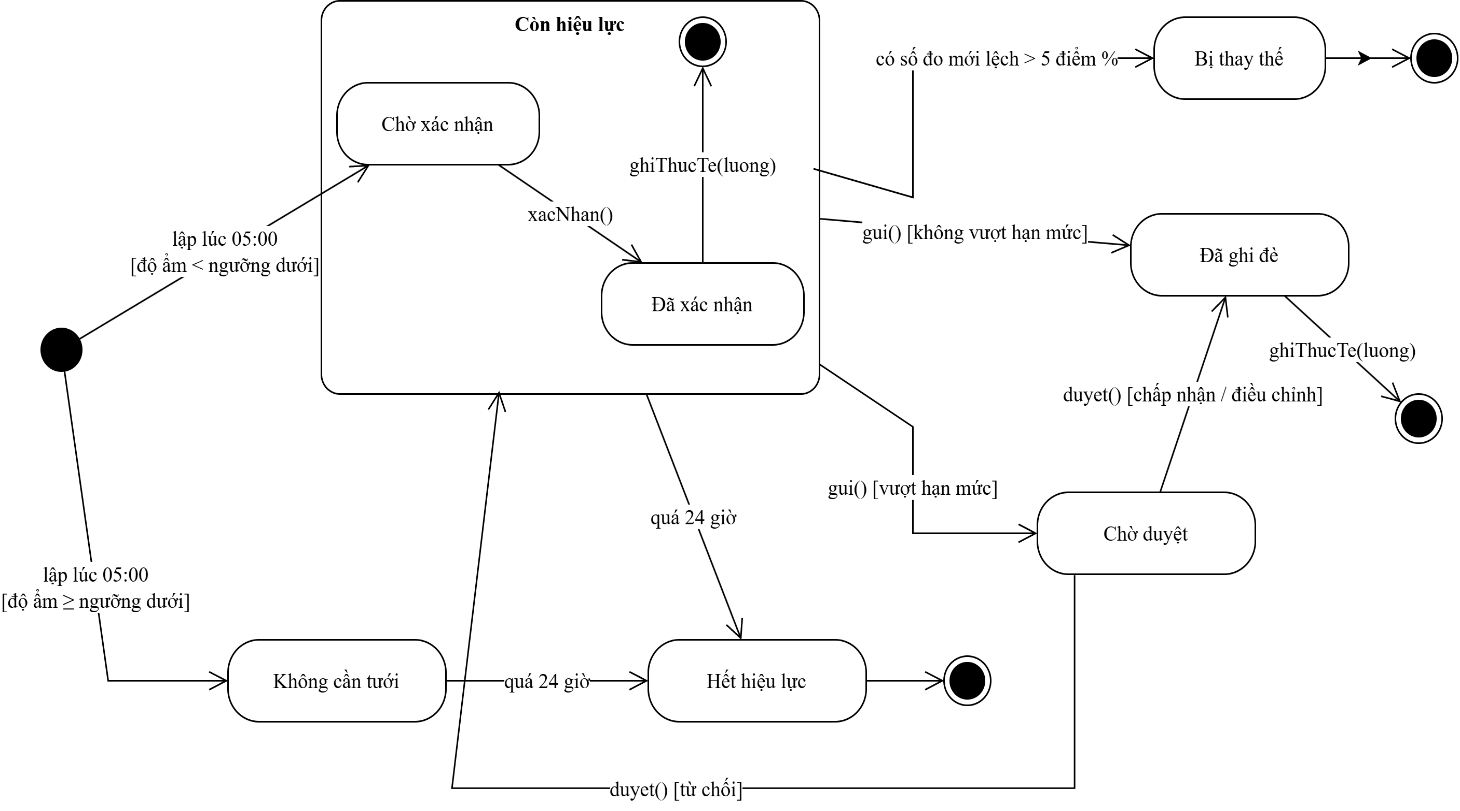 Còn hiệu lực
có số đo mới lệch > 5 điểm %
Bị thay thế
Chờ xác nhận
ghiThucTe(luong)
xacNhan()
lập lúc 05:00
[độ ẩm < ngưỡng dưới]
gui() [không vượt hạn mức]
Đã ghi đè
Đã xác nhận
ghiThucTe(luong)
duyet() [chấp nhận / điều chỉnh]
gui() [vượt hạn mức]
quá 24 giờ
Chờ duyệt
lập lúc 05:00
[độ ẩm ≥ ngưỡng dưới]
Không cần tưới
quá 24 giờ
Hết hiệu lực
duyet() [từ chối]